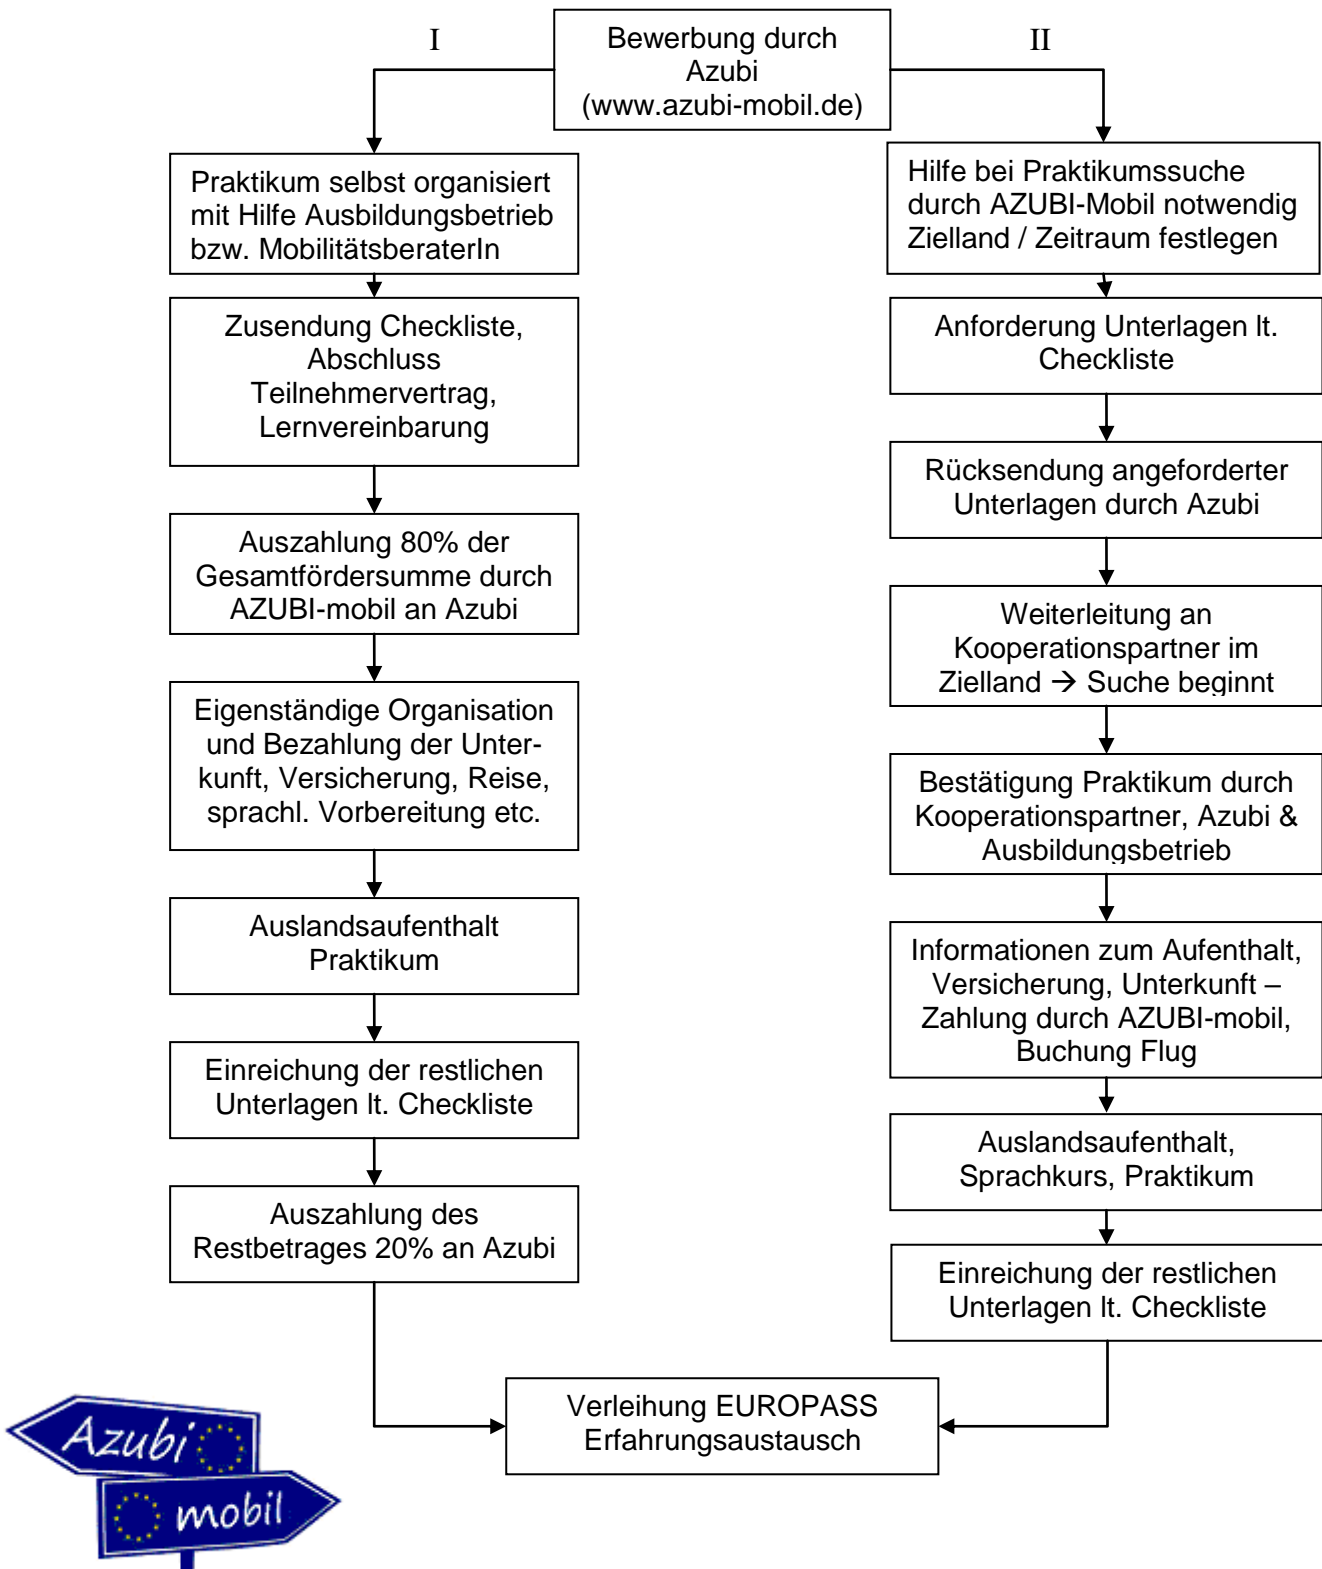 I
Bewerbung durch
Azubi
(www.azubi-mobil.de)
II
Praktikum selbst organisiert
mit Hilfe Ausbildungsbetrieb
bzw. MobilitätsberaterIn
Zusendung Checkliste,
Abschluss
Teilnehmervertrag,
Lernvereinbarung
Auszahlung 80% der
Gesamtfördersumme durch
AZUBI-mobil an Azubi
Eigenständige Organisation
und Bezahlung der Unter-
kunft, Versicherung, Reise,
sprachl. Vorbereitung etc.
Auslandsaufenthalt
Praktikum
Einreichung der restlichen
Unterlagen lt. Checkliste
Auszahlung des
Restbetrages 20% an Azubi
Hilfe bei Praktikumssuche
durch AZUBI-Mobil notwendig
Zielland / Zeitraum festlegen
Anforderung Unterlagen lt.
Checkliste
Rücksendung angeforderter
Unterlagen durch Azubi
Weiterleitung an
Kooperationspartner im
Zielland → Suche beginnt
Bestätigung Praktikum durch
Kooperationspartner, Azubi &
Ausbildungsbetrieb
Informationen zum Aufenthalt,
Versicherung, Unterkunft –
Zahlung durch AZUBI-mobil,
Buchung Flug
Auslandsaufenthalt,
Sprachkurs, Praktikum
Einreichung der restlichen
Unterlagen lt. Checkliste
Verleihung EUROPASS
Erfahrungsaustausch
Azubi
mobil